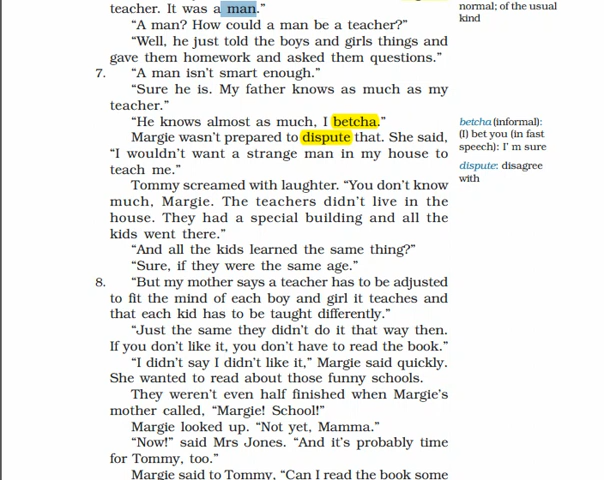 teacher. It was a man."
"A man? How could a man be a teacher?"
"Well, he just told the boys and girls things and
gave them homework and asked them questions."
7. "A man isn't smart enough."
"Sure he is. My father knows as much as my
teacher."
"He knows almost as much, I betcha."
Margie wasn't prepared to dispute that. She said,
"I wouldn't want a strange man in my house to
teach me."
Tommy screamed with laughter. "You don't know
much, Margie. The teachers didn't live in the
house. They had a special building and all the
kids went there."
"And all the kids learned the same thing?"
"Sure, if they were the same age."
8. "But my mother says a teacher has to be adjusted
to fit the mind of each boy and girl it teaches and
that each kid has to be taught differently."
"Just the same they didn't do it that way then.
If you don't like it, you don't have to read the book."
"I didn't say I didn't like it," Margie said quickly.
She wanted to read about those funny schools.
They weren't even half finished when Margie's
mother called, "Margie! School!"
Margie looked up. "Not yet, Mamma."
"Now!" said Mrs Jones. "And it's probably time
for Tommy, too."
Margie said to Tommy, "Can I read the book some
normal; of the usual
kind
betcha (informal):
(I) bet you (in fast
speech): I' m sure
dispute: disagree
with